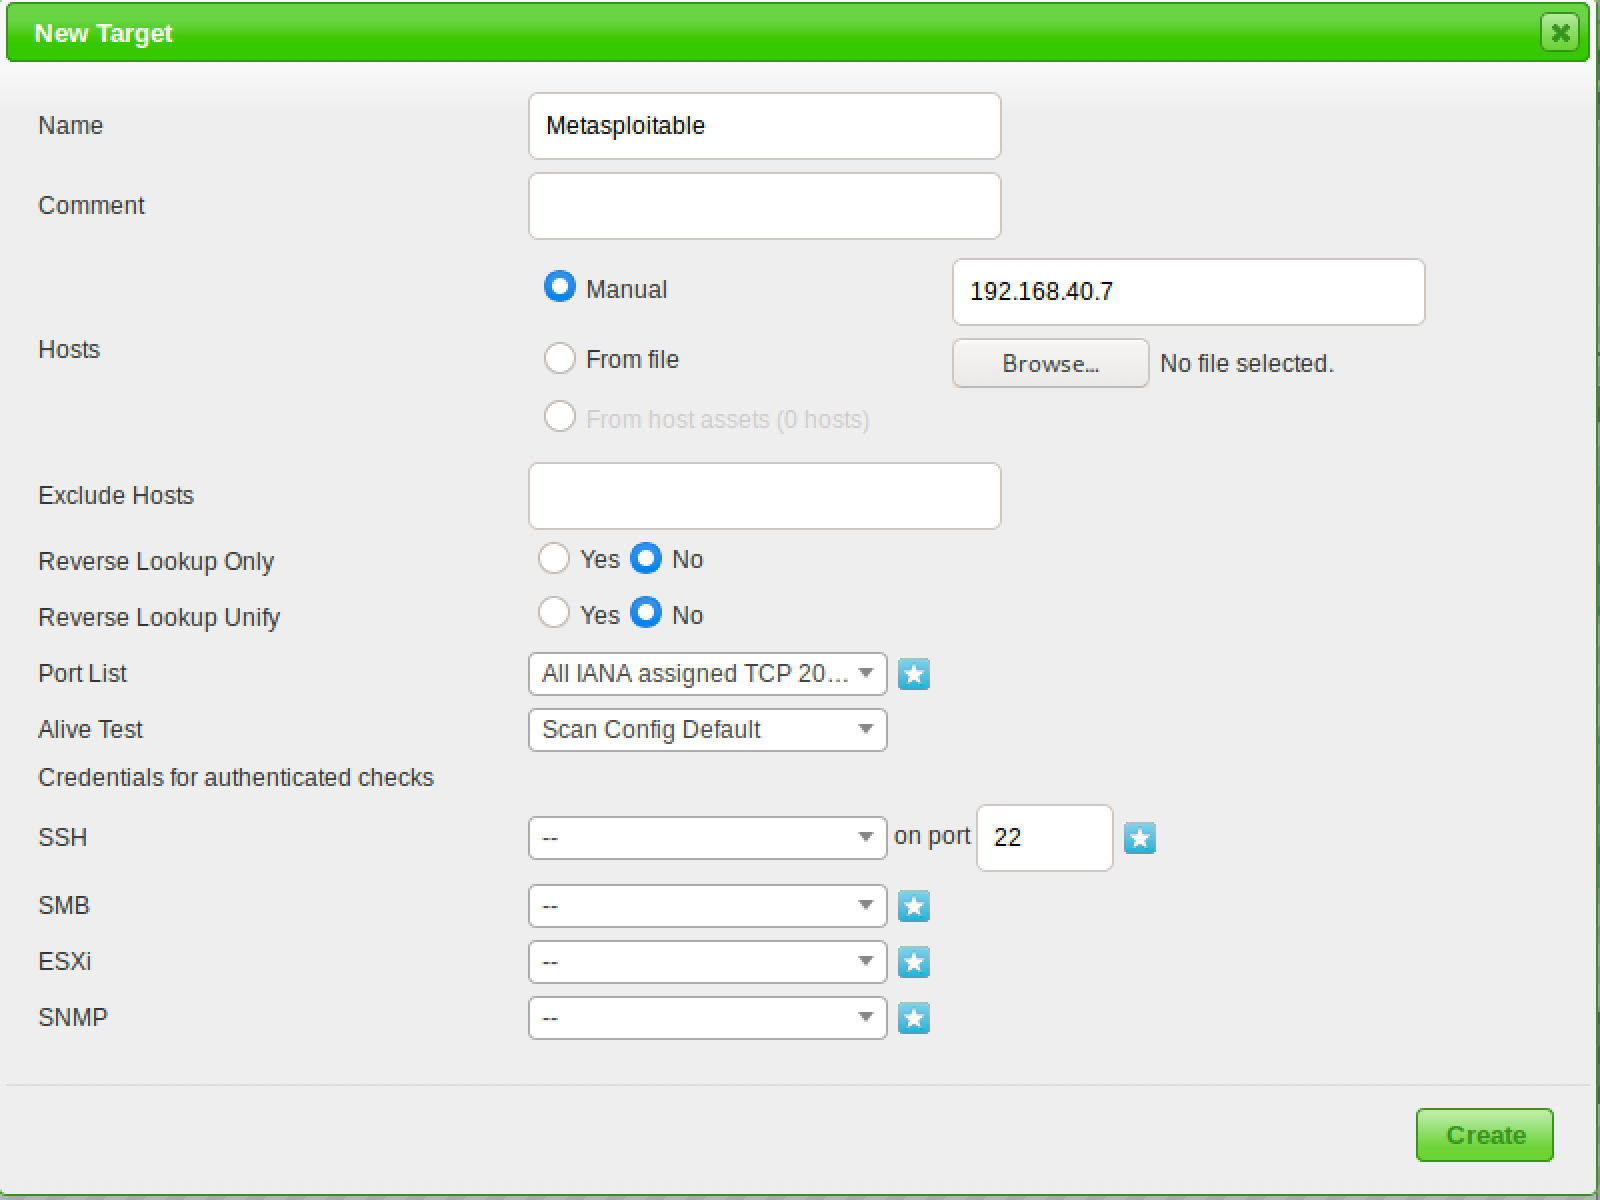 New Target
Name Metasploitable
Comment
Manual 192.168.40.7
Hosts
From file Browse... No file selected.
From host assets (0 hosts)
Exclude Hosts
Reverse Lookup Only Yes No
Reverse Lookup Unify Yes No
Port List All IANA assigned TCP 20...
Alive Test Scan Config Default
Credentials for authenticated checks
SSH -- on port 22
SMB --
ESXi --
SNMP --
Create